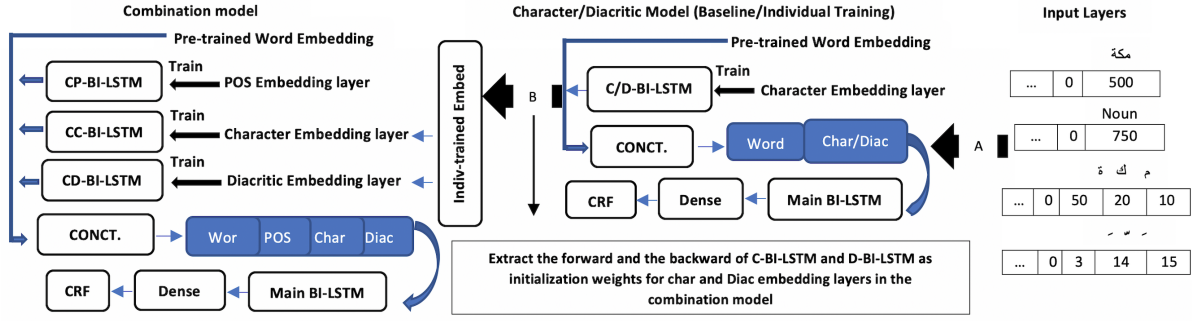 Combination model
Pre-trained Word Embedding
CP-BI-LSTM
Train
POS Embedding layer
CC-BI-LSTM
Train
Character Embedding layer
CD-BI-LSTM
Train
Diacritic Embedding layer
CONCT.
Wor POS Char Diac
CRF
Dense
Main BI-LSTM
Indiv-trained Embed
B
Character/Diacritic Model (Baseline/Individual Training)
Pre-trained Word Embedding
C/D-BI-LSTM
Train
Character Embedding layer
CONCT.
Word Char/Diac
CRF
Dense
Main BI-LSTM
Extract the forward and the backward of C-BI-LSTM and D-BI-LSTM as
initialization weights for char and Diac embedding layers in the
combination model
A
Input Layers
مكة
... 0 500
Noun
... 0 750
م ك ة
... 0 50 20 10
... 0 3 14 15